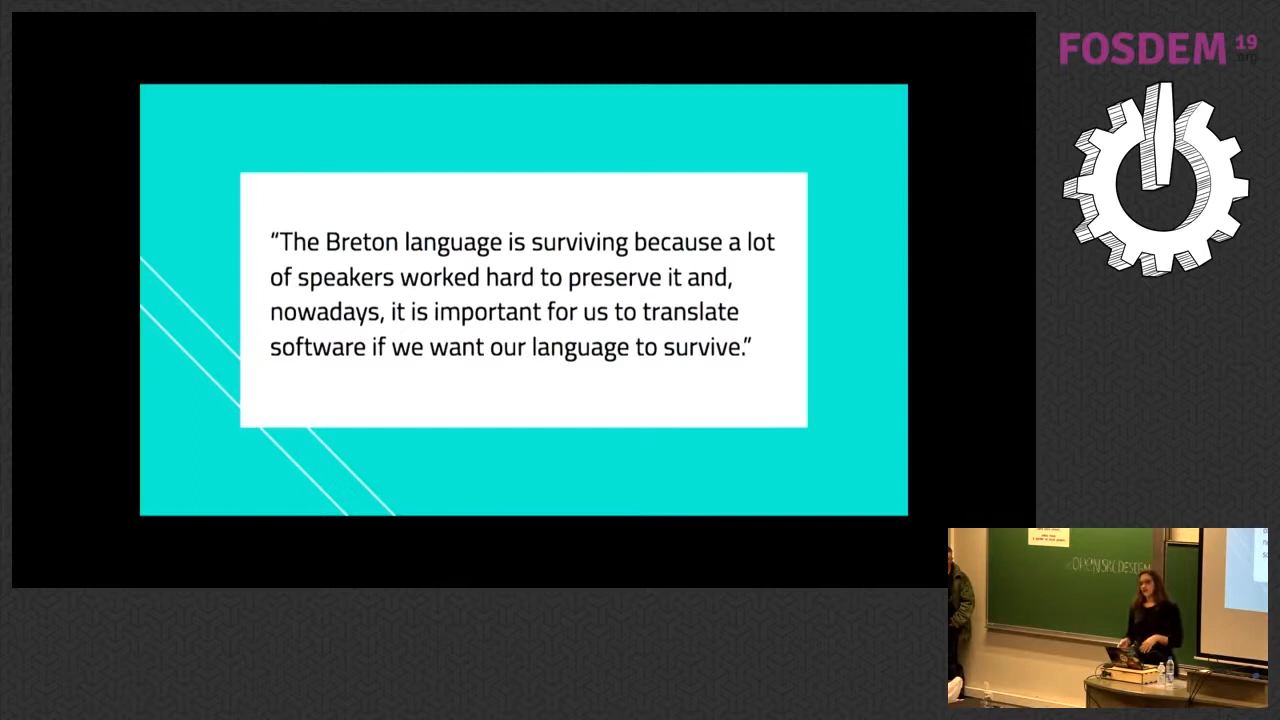 FOSDEM 19
.org
“The Breton language is surviving because a lot
of speakers worked hard to preserve it and,
nowadays, it is important for us to translate
software if we want our language to survive.”